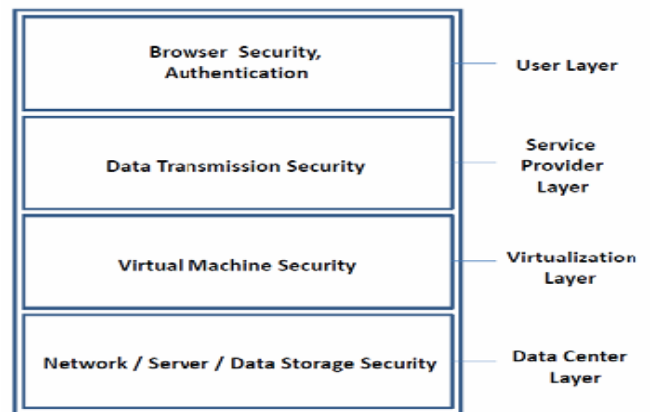 Browser Security,
Authentication
User Layer
Data Transmission Security
Service
Provider
Layer
Virtual Machine Security
Virtualization
Layer
Network / Server / Data Storage Security
Data Center
Layer